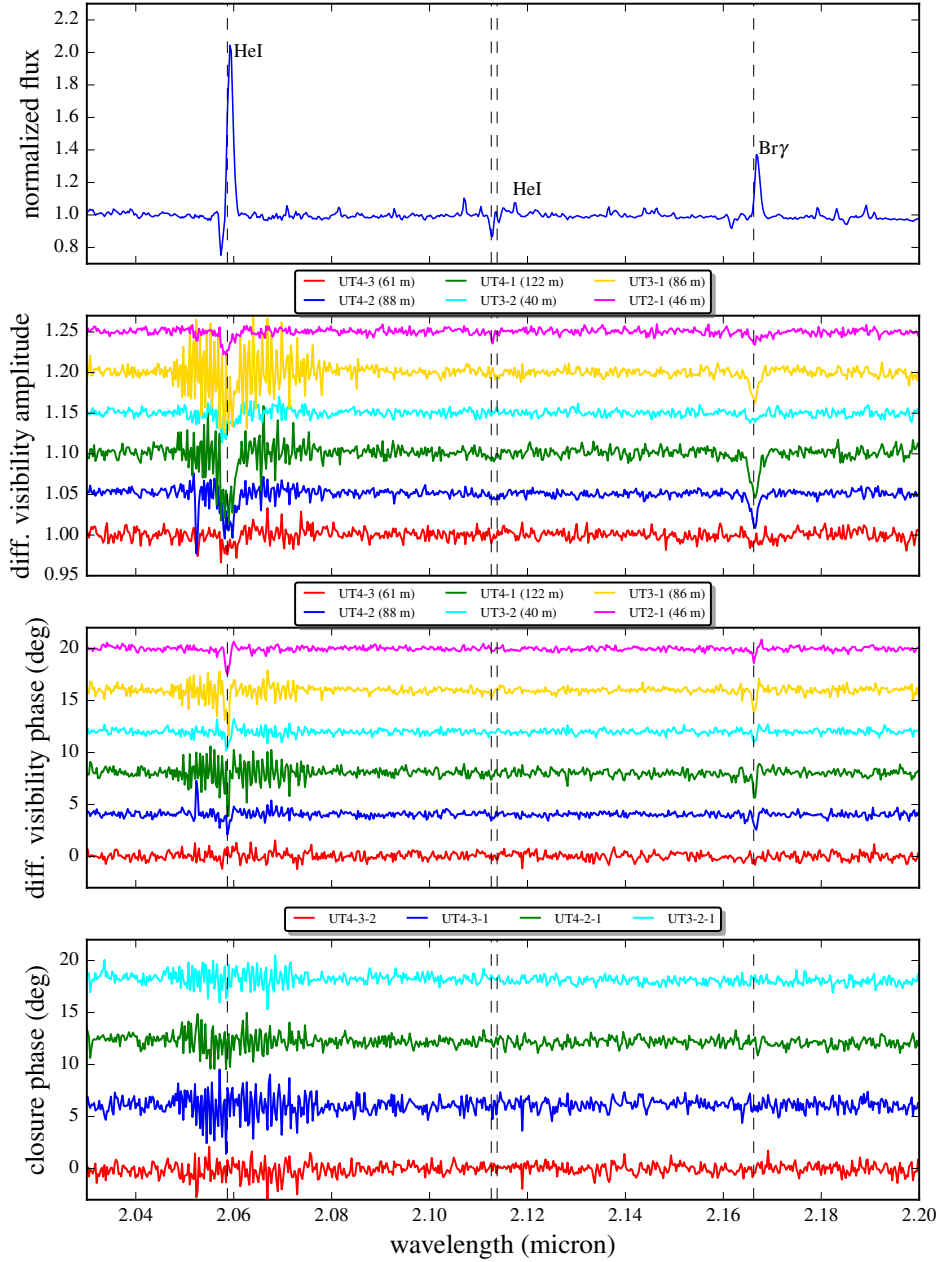 2.2
2.0
1.8
1.6
1.4
1.2
1.0
0.8
normalized flux
HeI
HeI
Brγ
UT4-3 (61 m) UT4-1 (122 m) UT3-1 (86 m)
UT4-2 (88 m) UT3-2 (40 m) UT2-1 (46 m)
1.25
1.20
1.15
1.10
1.05
1.00
0.95
diff. visibility amplitude
UT4-3 (61 m) UT4-1 (122 m) UT3-1 (86 m)
UT4-2 (88 m) UT3-2 (40 m) UT2-1 (46 m)
20
15
10
5
0
diff. visibility phase (deg)
UT4-3-2 UT4-3-1 UT4-2-1 UT3-2-1
20
15
10
5
0
closure phase (deg)
2.04 2.06 2.08 2.10 2.12 2.14 2.16 2.18 2.20
wavelength (micron)